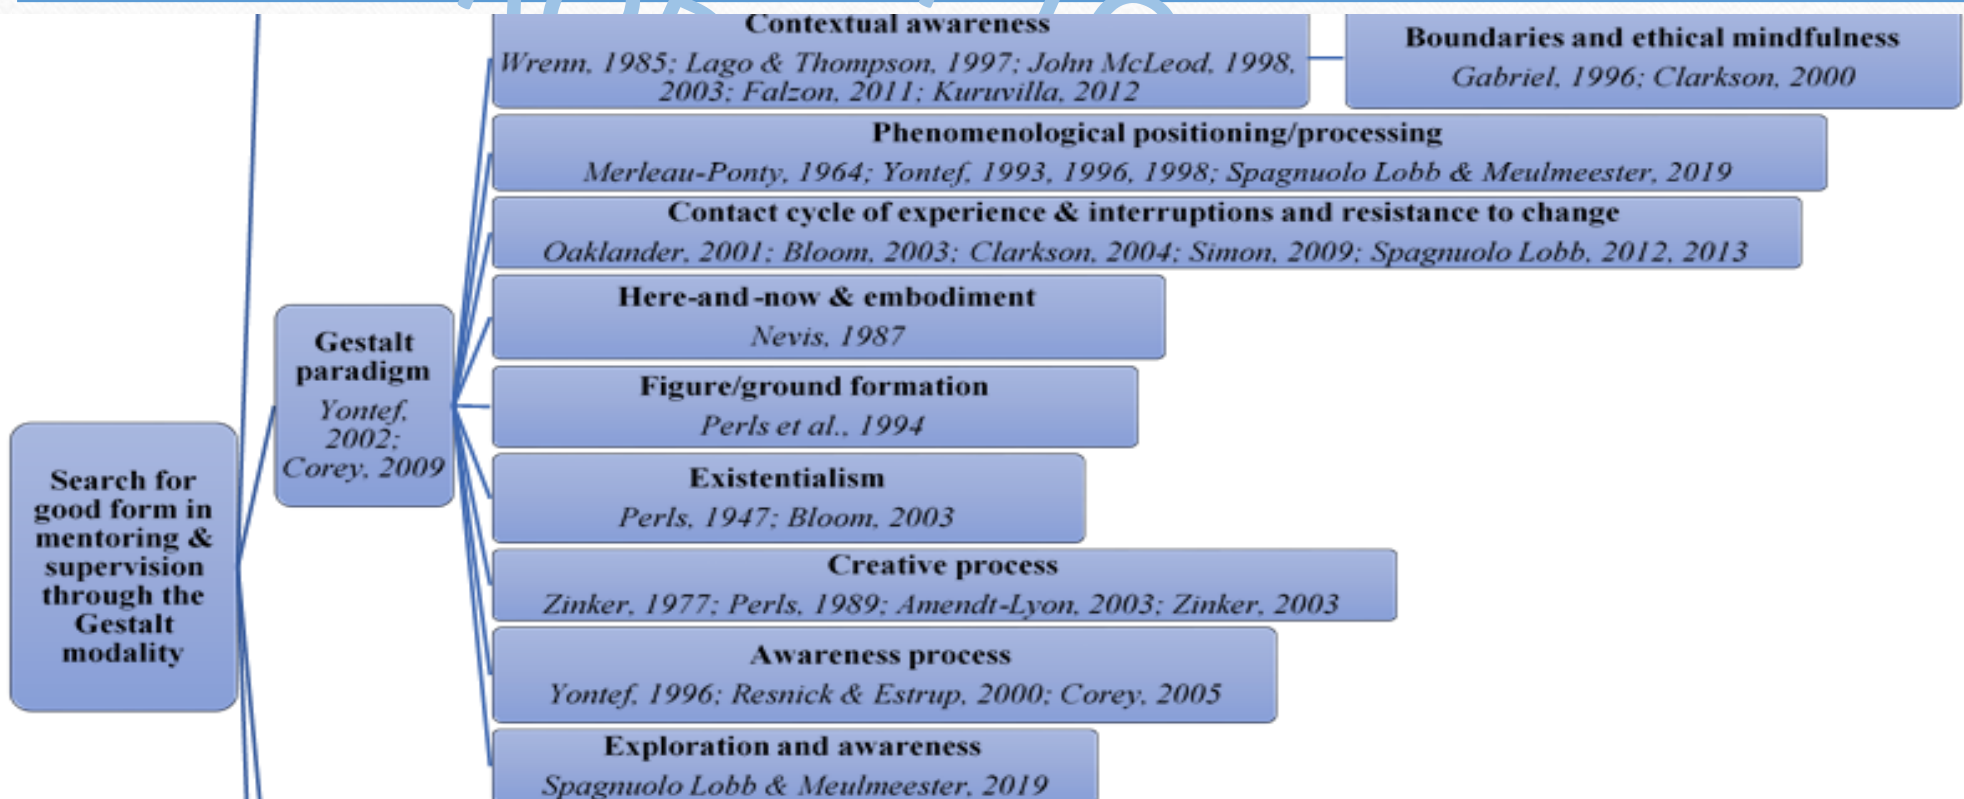 Contextual awareness
Wrenn, 1985; Lago & Thompson, 1997; John McLeod, 1998,
2003; Falzon, 2011; Kuruvilla, 2012
Boundaries and ethical mindfulness
Gabriel, 1996; Clarkson, 2000
Phenomenological positioning/processing
Merleau-Ponty, 1964; Yontef, 1993, 1996, 1998; Spagnuolo Lobb & Meulmeester, 2019
Contact cycle of experience & interruptions and resistance to change
Oaklander, 2001; Bloom, 2003; Clarkson, 2004; Simon, 2009; Spagnuolo Lobb, 2012, 2013
Here-and-now & embodiment
Nevis, 1987
Gestalt
paradigm
Yontef,
2002;
Corey, 2009
Figure/ground formation
Perls et al., 1994
Search for
good form in
mentoring &
supervision
through the
Gestalt
modality
Existentialism
Perls, 1947; Bloom, 2003
Creative process
Zinker, 1977; Perls, 1989; Amendt-Lyon, 2003; Zinker, 2003
Awareness process
Yontef, 1996; Resnick & Estrup, 2000; Corey, 2005
Exploration and awareness
Spagnuolo Lobb & Meulmeester, 2019